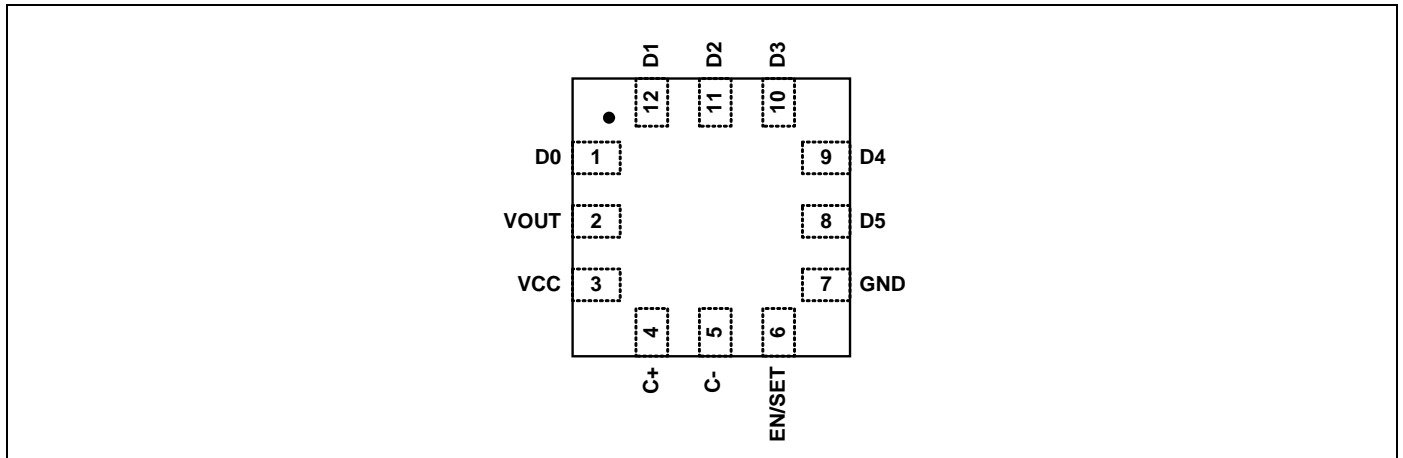 D1 D2 D3
12 11 10
D0 1 9 D4
VOUT 2 8 D5
VCC 3 7 GND
4 5 6
C+ C- EN/SET